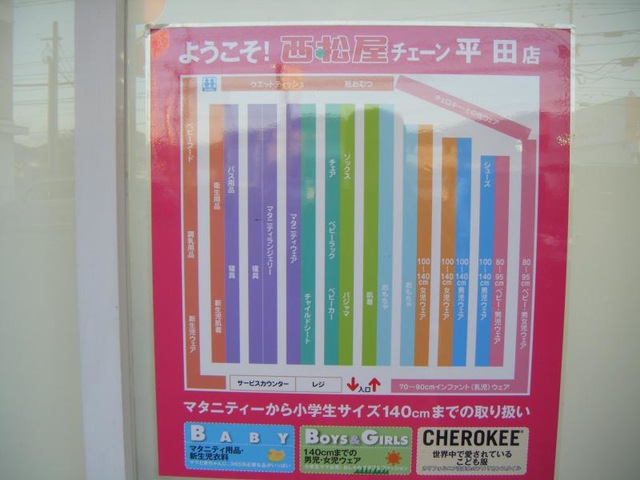 ようこそ! 西松屋チェーン 平田店
ウエットティッシュ
紙おむつ
ベビーフード
調乳用品
新生児ウェア
衛生用品
新生児肌着
バス用品
寝具
寝具
マタニティランジェリー
マタニティウェア
チャイルドシート
チェア
ベビーラック
ベビーカー
ソックス
パジャマ
肌着
おもちゃ
おもちゃ
100〜140cm 女児ウェア
100〜140cm 女児ウェア
100〜140cm 男児ウェア
シューズ
100〜140cm 男児ウェア
80〜95cm ベビー男児ウェア
80〜95cm ベビー男女児ウェア
サービスカウンター
レジ
入口
70〜90cmインファント(乳児)ウェア
マタニティーから小学生サイズ140cmまでの取り扱い
BABY
マタニティ用品・
新生児衣料
BOYS & GIRLS
140cmまでの
男児・女児ウェア
CHEROKEE
世界中で愛されている
こども服